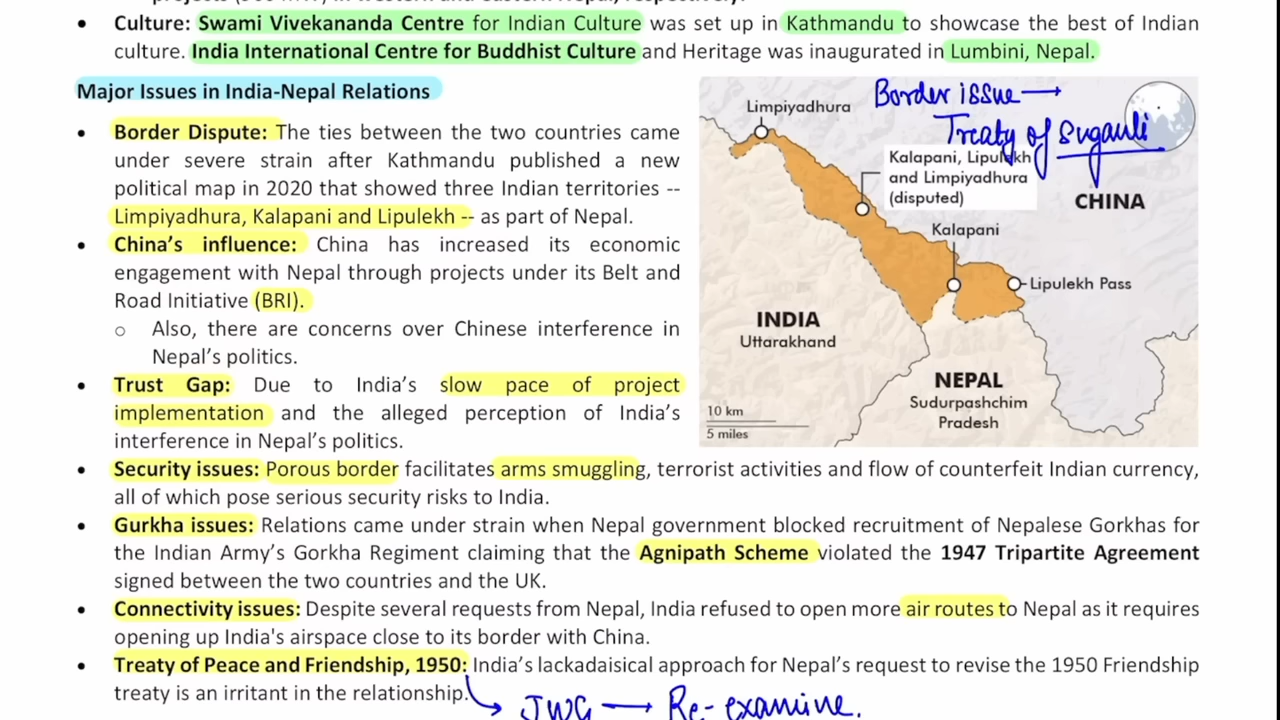 projects (900 MW) in Western and Eastern Nepal, respectively.
• Culture: Swami Vivekananda Centre for Indian Culture was set up in Kathmandu to showcase the best of Indian
culture. India International Centre for Buddhist Culture and Heritage was inaugurated in Lumbini, Nepal.
Major Issues in India-Nepal Relations
• Border Dispute: The ties between the two countries came
under severe strain after Kathmandu published a new
political map in 2020 that showed three Indian territories --
Limpiyadhura, Kalapani and Lipulekh -- as part of Nepal.
• China's influence: China has increased its economic
engagement with Nepal through projects under its Belt and
Road Initiative (BRI).
o Also, there are concerns over Chinese interference in
Nepal's politics.
• Trust Gap: Due to India's slow pace of project
implementation and the alleged perception of India's
interference in Nepal's politics.
Border issue →
Treaty of Sugauli
Limpiyadhura
Kalapani, Lipulekh
and Limpiyadhura
(disputed)
CHINA
Kalapani
Lipulekh Pass
INDIA
Uttarakhand
NEPAL
Sudurpashchim
Pradesh
10 km
5 miles
• Security issues: Porous border facilitates arms smuggling, terrorist activities and flow of counterfeit Indian currency,
all of which pose serious security risks to India.
• Gurkha issues: Relations came under strain when Nepal government blocked recruitment of Nepalese Gorkhas for
the Indian Army's Gorkha Regiment claiming that the Agnipath Scheme violated the 1947 Tripartite Agreement
signed between the two countries and the UK.
• Connectivity issues: Despite several requests from Nepal, India refused to open more air routes to Nepal as it requires
opening up India's airspace close to its border with China.
• Treaty of Peace and Friendship, 1950: India's lackadaisical approach for Nepal's request to revise the 1950 Friendship
treaty is an irritant in the relationship.
JWG → Re-examine.